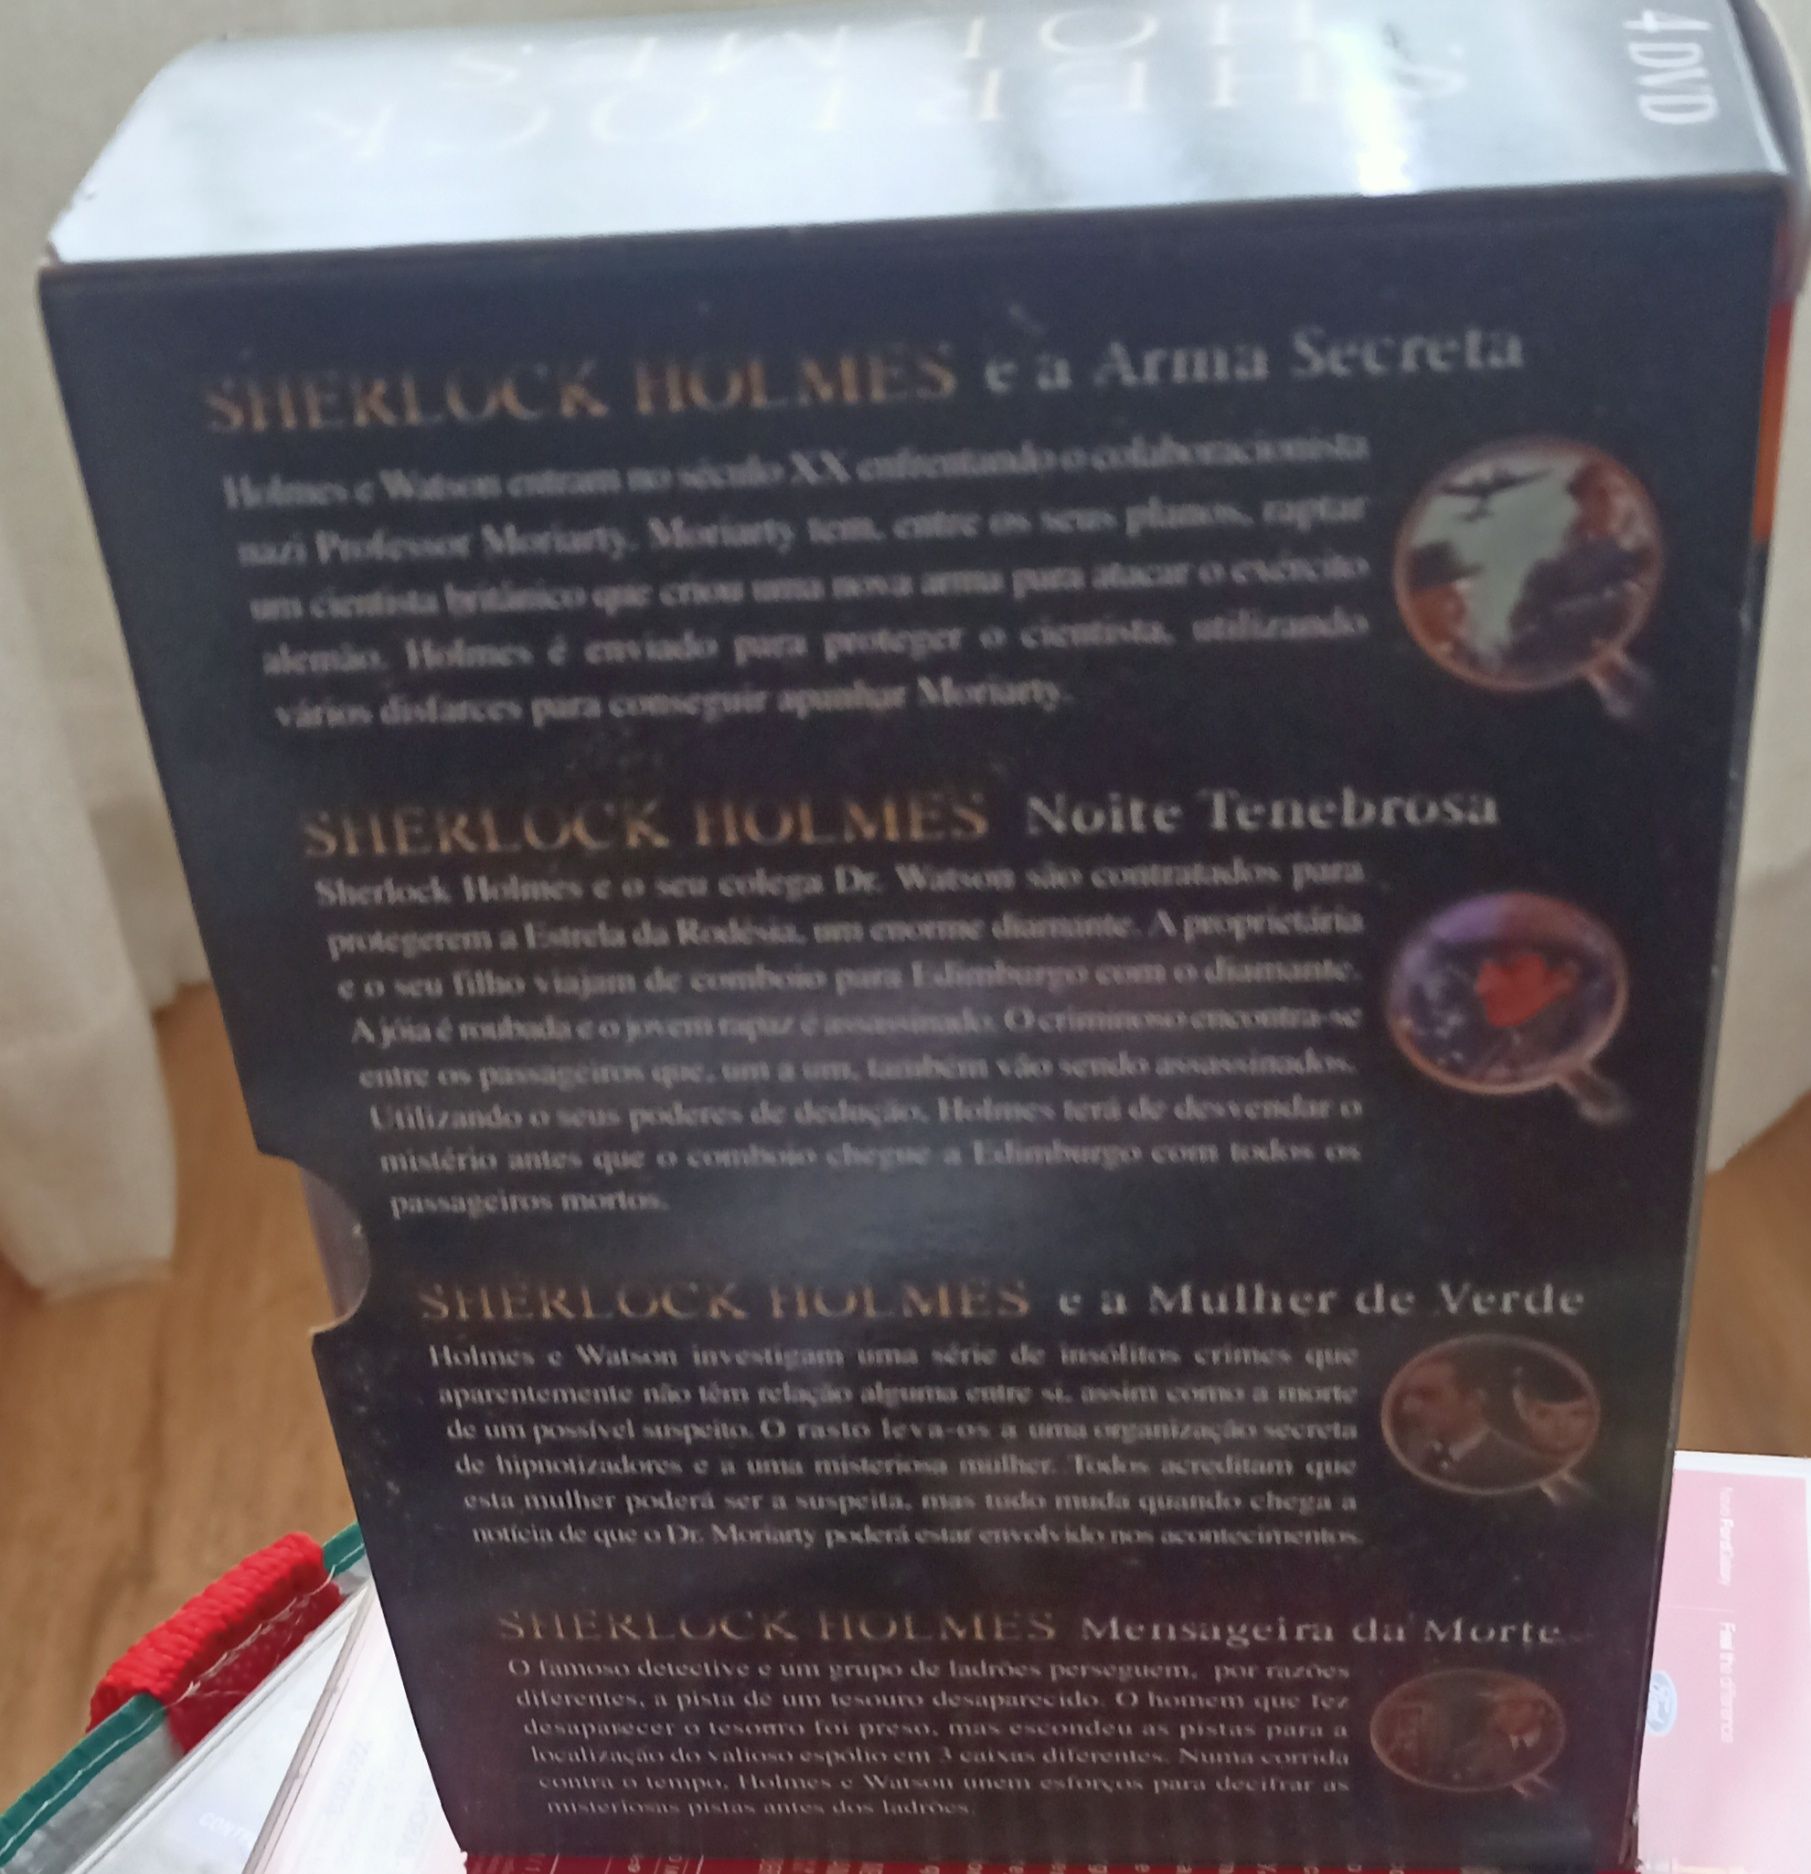 SHERLOCK
HOLMES
4 DVD
SHERLOCK HOLMES e a Arma Secreta
Holmes e Watson entram no século XX enfrentando o colaboracionista
nazi Professor Moriarty. Moriarty tem, entre os seus planos, raptar
um cientista britânico que criou uma nova arma para atacar o exército
alemão. Holmes é enviado para proteger o cientista, utilizando
vários disfarces para conseguir apanhar Moriarty.
SHERLOCK HOLMES Noite Tenebrosa
Sherlock Holmes e o seu colega Dr. Watson são contratados para
protegerem a Estrela da Rodésia, um enorme diamante. A proprietária
e o seu filho viajam de comboio para Edimburgo com o diamante.
A jóia é roubada e o jovem rapaz é assassinado. O criminoso encontra-se
entre os passageiros que, um a um, também vão sendo assassinados.
Utilizando o seus poderes de dedução, Holmes terá de desvendar o
mistério antes que o comboio chegue a Edimburgo com todos os
passageiros mortos.
SHERLOCK HOLMES e a Mulher de Verde
Holmes e Watson investigam uma série de insólitos crimes que
aparentemente não têm relação alguma entre si, assim como a morte
de um possível suspeito. O rasto leva-os a uma organização secreta
de hipnotizadores e a uma misteriosa mulher. Todos acreditam que
esta mulher poderá ser a suspeita, mas tudo muda quando chega a
notícia de que o Dr. Moriarty poderá estar envolvido nos acontecimentos.
SHERLOCK HOLMES Mensageira da Morte
O famoso detective e um grupo de ladrões perseguem, por razões
diferentes, a pista de um tesouro desaparecido. O homem que fez
desaparecer o tesouro foi preso, mas escondeu as pistas para a
localização do valioso espólio em 3 caixas diferentes. Numa corrida
contra o tempo, Holmes e Watson unem esforços para decifrar as
misteriosas pistas antes dos ladrões.
Feel the difference